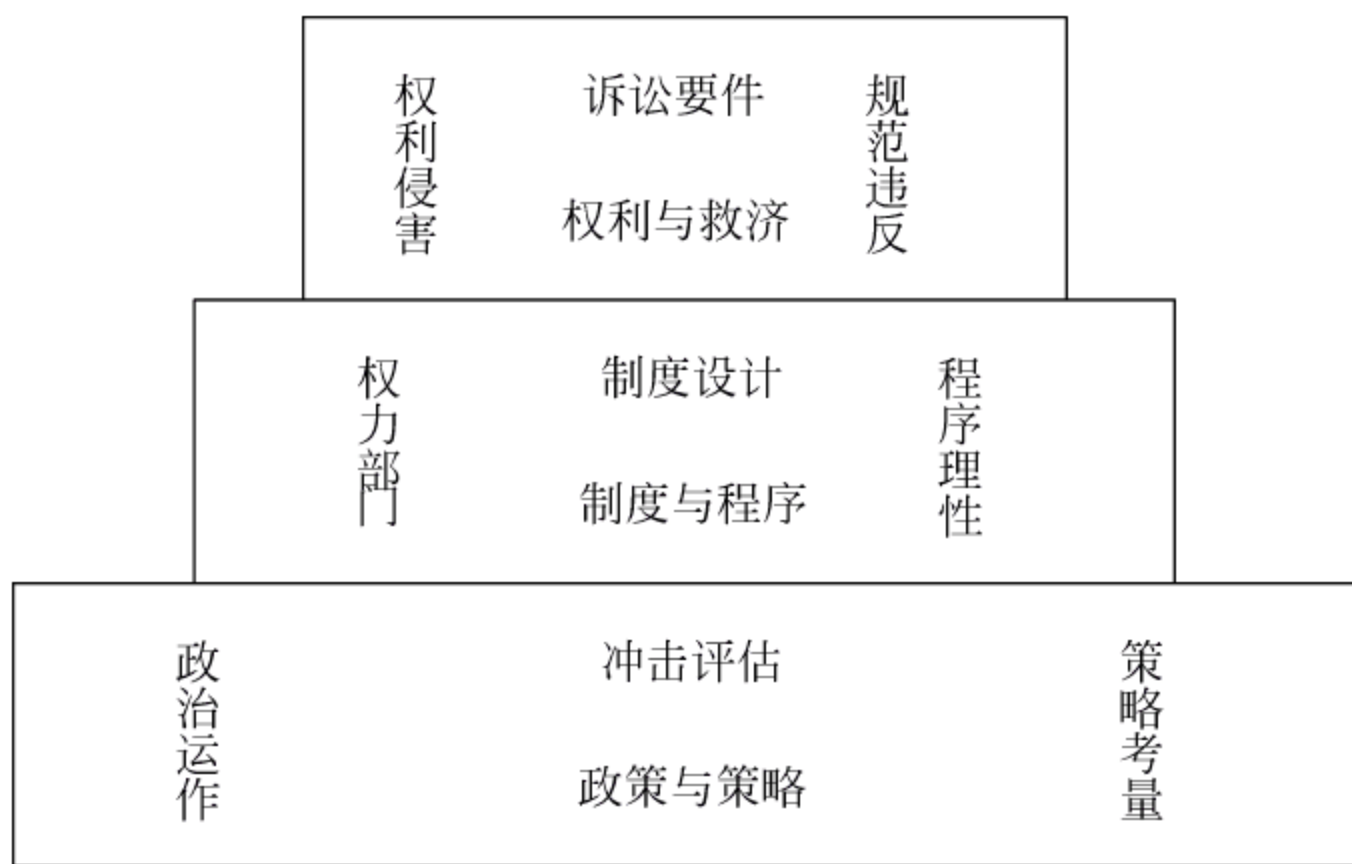 权利侵害
诉讼要件
权利与救济
规范违反
权力部门
制度设计
制度与程序
程序理性
政治运作
冲击评估
政策与策略
策略考量